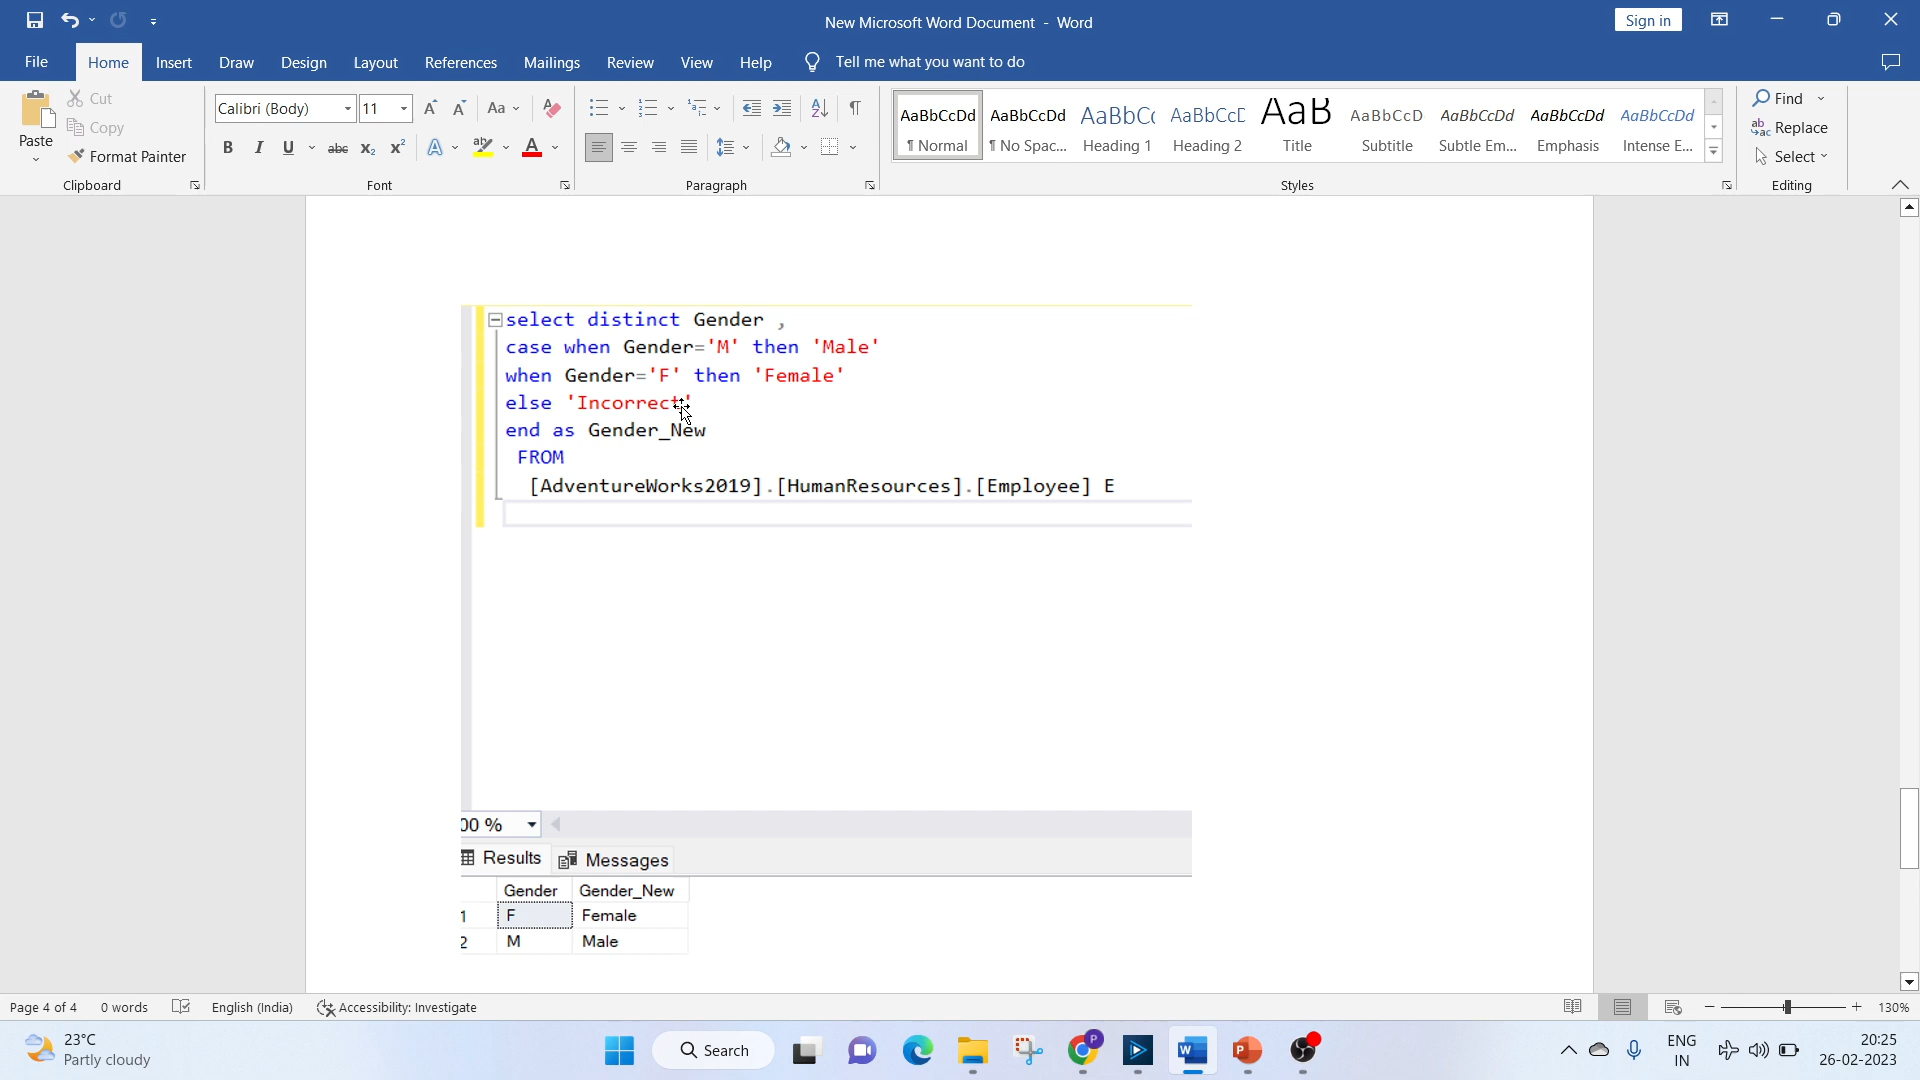 New Microsoft Word Document - Word
Sign in
File Home Insert Draw Design Layout References Mailings Review View Help Tell me what you want to do
Paste
Cut
Copy
Format Painter
Clipboard
Calibri (Body) 11
Font
Paragraph
AaBbCcDd AaBbCcDd AaBbCc AaBbCcC AaB AaBbCcD AaBbCcDd AaBbCcDd AaBbCcDd
¶ Normal ¶ No Spac... Heading 1 Heading 2 Title Subtitle Subtle Em... Emphasis Intense E...
Styles
Find
Replace
Select
Editing
select distinct Gender ,
case when Gender='M' then 'Male'
when Gender='F' then 'Female'
else 'Incorrect'
end as Gender_New
FROM
[AdventureWorks2019].[HumanResources].[Employee] E
00 %
Results Messages
Gender Gender_New
1 F Female
2 M Male
Page 4 of 4 0 words English (India) Accessibility: Investigate 130%
23°C
Partly cloudy
Search
ENG
IN
20:25
26-02-2023